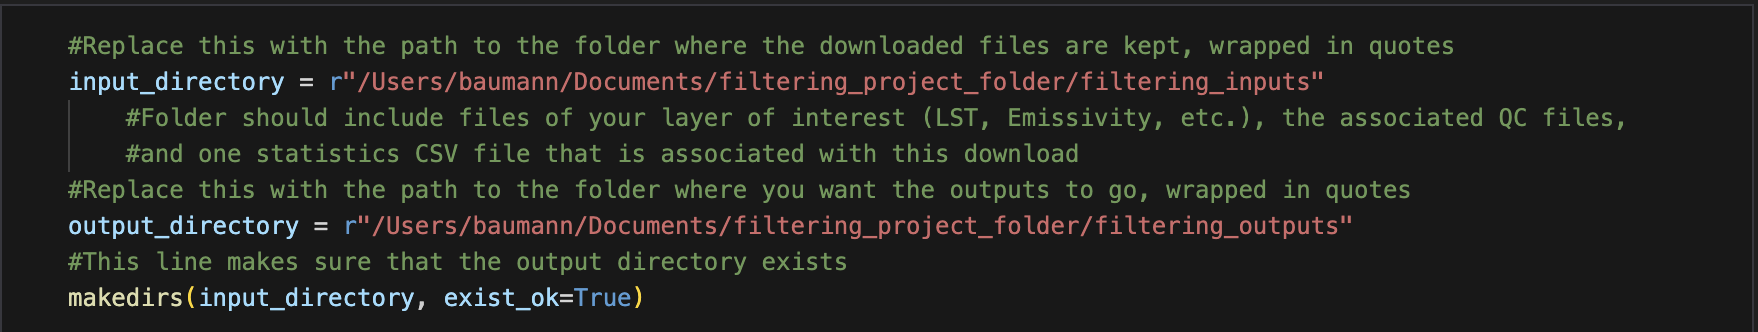 #Replace this with the path to the folder where the downloaded files are kept, wrapped in quotes
input_directory = r"/Users/baumann/Documents/filtering_project_folder/filtering_inputs"
#Folder should include files of your layer of interest (LST, Emissivity, etc.), the associated QC files,
#and one statistics CSV file that is associated with this download
#Replace this with the path to the folder where you want the outputs to go, wrapped in quotes
output_directory = r"/Users/baumann/Documents/filtering_project_folder/filtering_outputs"
#This line makes sure that the output directory exists
makedirs(input_directory, exist_ok=True)